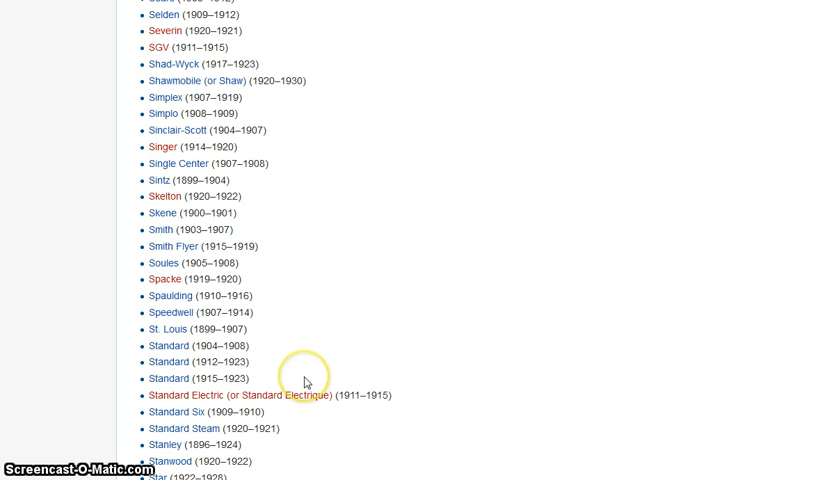 Selden (1909–1912)
Severin (1920–1921)
SGV (1911–1915)
Shad-Wyck (1917–1923)
Shawmobile (or Shaw) (1920–1930)
Simplex (1907–1919)
Simplo (1908–1909)
Sinclair-Scott (1904–1907)
Singer (1914–1920)
Single Center (1907–1908)
Sintz (1899–1904)
Skelton (1920–1922)
Skene (1900–1901)
Smith (1903–1907)
Smith Flyer (1915–1919)
Soules (1905–1908)
Spacke (1919–1920)
Spaulding (1910–1916)
Speedwell (1907–1914)
St. Louis (1899–1907)
Standard (1904–1908)
Standard (1912–1923)
Standard (1915–1923)
Standard Electric (or Standard Electrique) (1911–1915)
Standard Six (1909–1910)
Standard Steam (1920–1921)
Stanley (1896–1924)
Stanwood (1920–1922)
Screencast-O-Matic.com
Star (1922–1928)